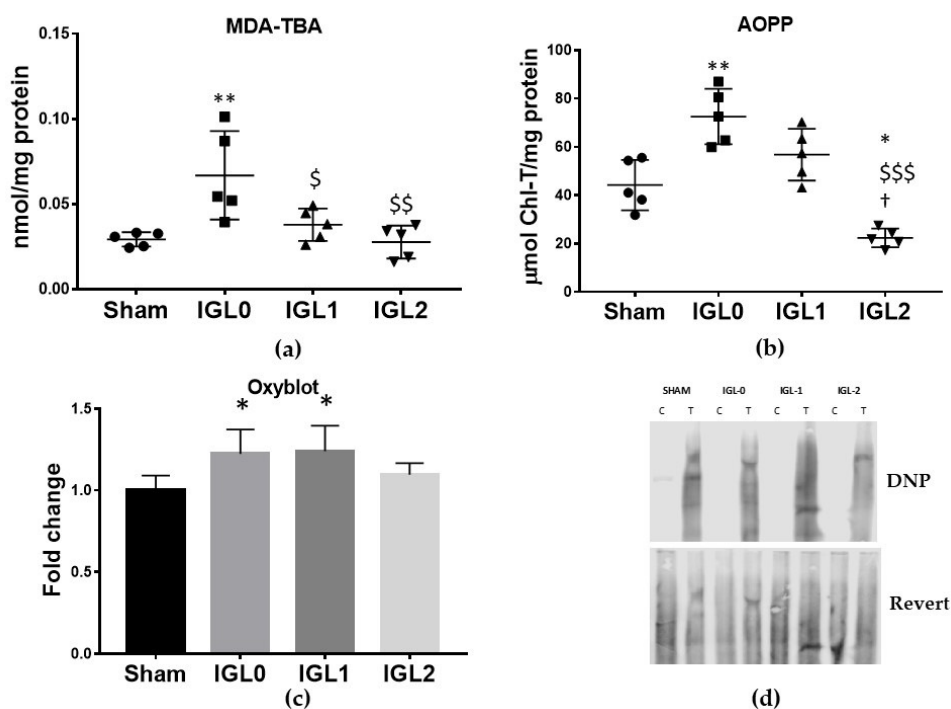 MDA-TBA
nmol/mg protein
0.15
0.10
0.05
0.00
**
$
$$
Sham IGL0 IGL1 IGL2
(a)
AOPP
µmol Chl-T/mg protein
100
80
60
40
20
0
**
*
$$$
†
Sham IGL0 IGL1 IGL2
(b)
Oxyblot
Fold change
1.5
1.0
0.5
0.0
* *
Sham IGL0 IGL1 IGL2
(c)
SHAM IGL-0 IGL-1 IGL-2
C T C T C T C T
DNP
Revert
(d)